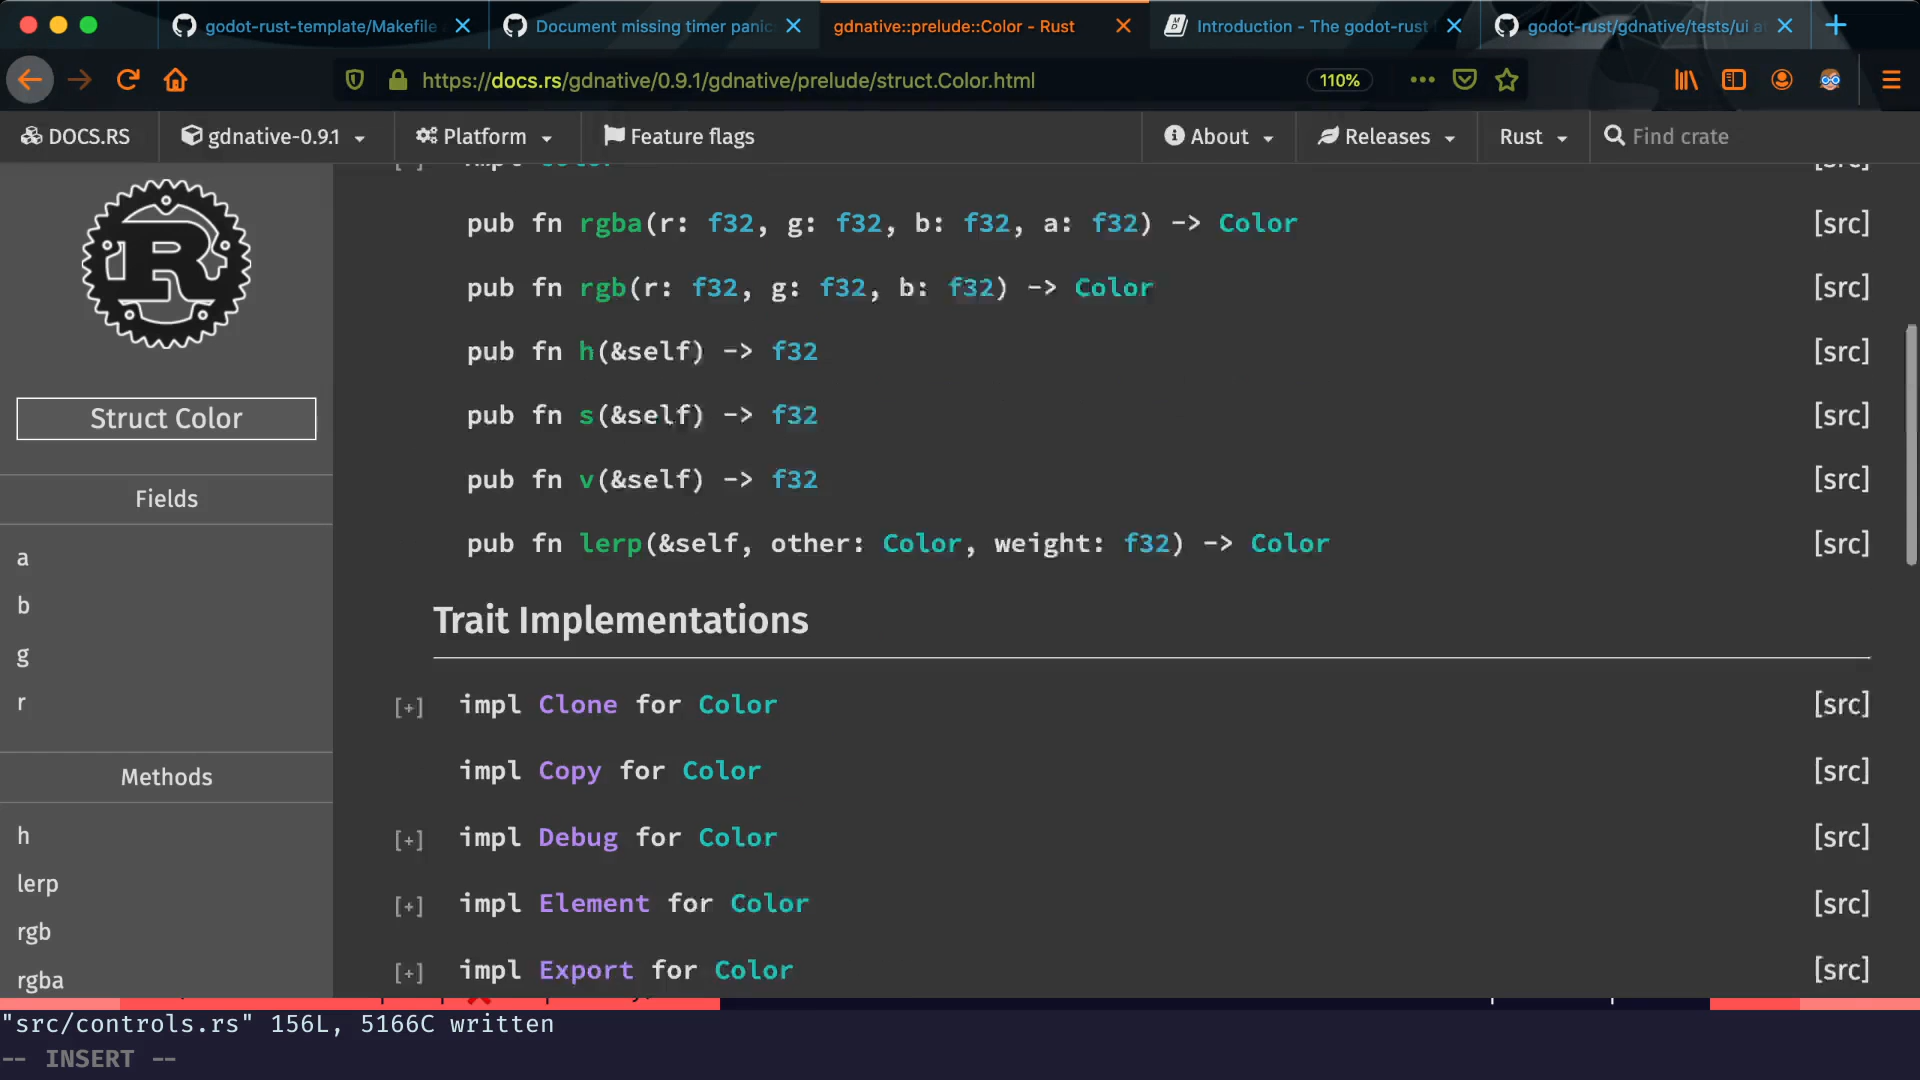 godot-rust-template/Makefile
Document missing timer panic
gdnative::prelude::Color - Rust
Introduction - The godot-rust
godot-rust/gdnative/tests/ui a
https://docs.rs/gdnative/0.9.1/gdnative/prelude/struct.Color.html
110%
DOCS.RS
gdnative-0.9.1
Platform
Feature flags
About
Releases
Rust
Find crate
impl Color
[src]
pub fn rgba(r: f32, g: f32, b: f32, a: f32) -> Color
[src]
pub fn rgb(r: f32, g: f32, b: f32) -> Color
[src]
pub fn h(&self) -> f32
[src]
pub fn s(&self) -> f32
[src]
pub fn v(&self) -> f32
[src]
pub fn lerp(&self, other: Color, weight: f32) -> Color
[src]
Struct Color
Fields
a
b
g
r
Methods
h
lerp
rgb
rgba
Trait Implementations
[+] impl Clone for Color
[src]
impl Copy for Color
[src]
[+] impl Debug for Color
[src]
[+] impl Element for Color
[src]
[+] impl Export for Color
[src]
"src/controls.rs" 156L, 5166C written
-- INSERT --